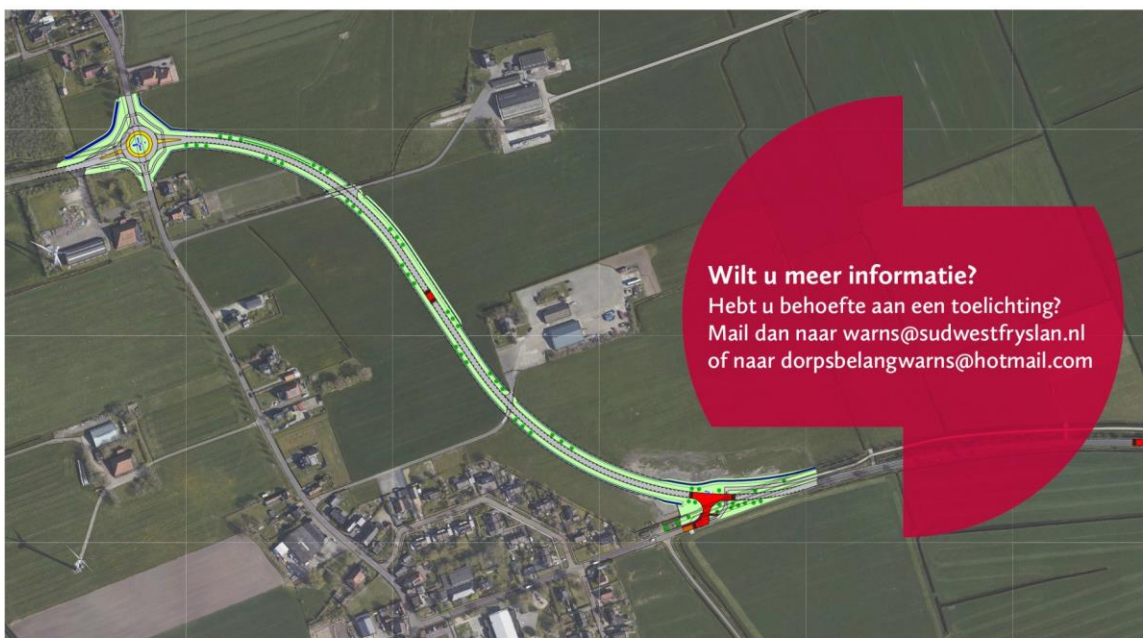 Wilt u meer informatie?
Hebt u behoefte aan een toelichting?
Mail dan naar warns@sudwestfryslan.nl
of naar dorpsbelangwarns@hotmail.com